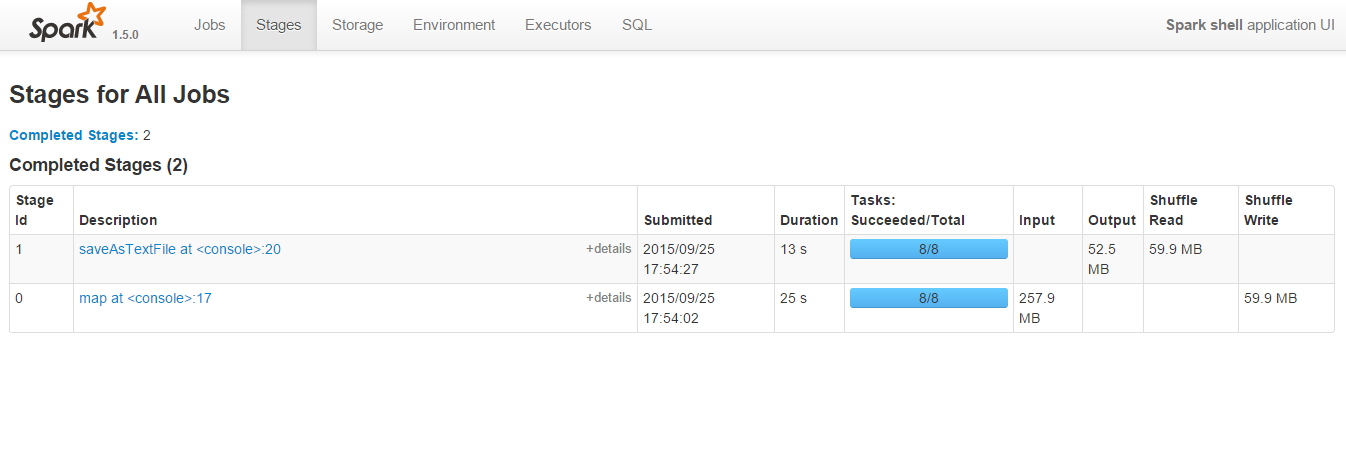 Spark 1.5.0 Jobs Stages Storage Environment Executors SQL Spark shell application UI
Stages for All Jobs
Completed Stages: 2
Completed Stages (2)
Stage Id Description Submitted Duration Tasks: Succeeded/Total Input Output Shuffle Read Shuffle Write
1 saveAsTextFile at <console>:20 +details 2015/09/25 17:54:27 13 s 8/8 52.5 MB 59.9 MB
0 map at <console>:17 +details 2015/09/25 17:54:02 25 s 8/8 257.9 MB 59.9 MB